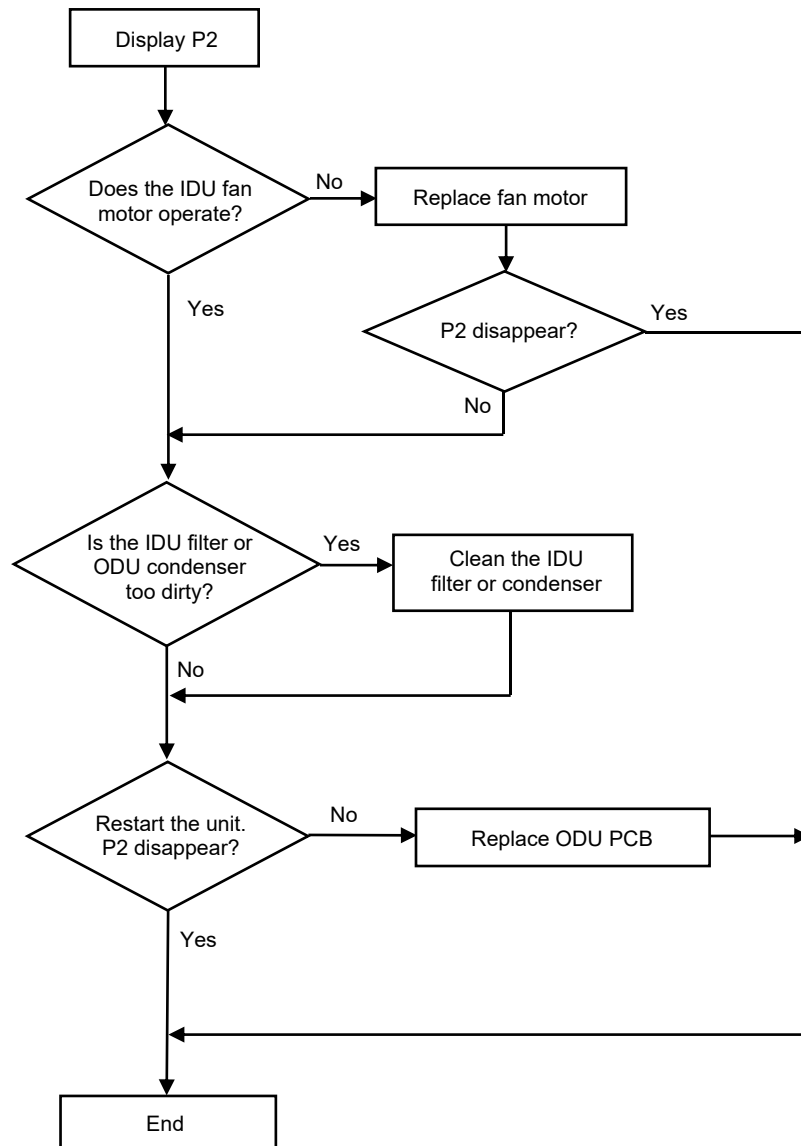 Display P2
Does the IDU fan
motor operate?
No
Replace fan motor
Yes
P2 disappear?
Yes
No
Is the IDU filter or
ODU condenser
too dirty?
Yes
Clean the IDU
filter or condenser
No
Restart the unit.
P2 disappear?
No
Replace ODU PCB
Yes
End